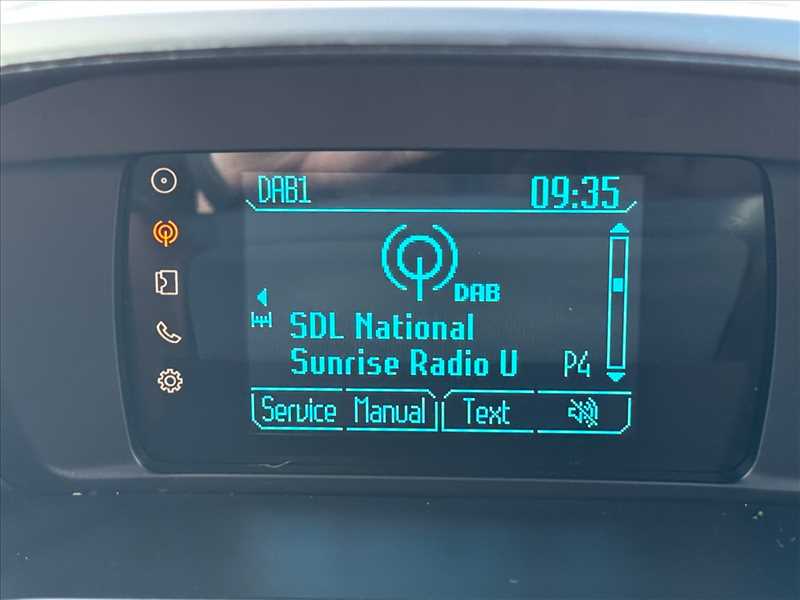 DAB1 09:35
DAB
SDL National
Sunrise Radio U P4
Service Manual Text